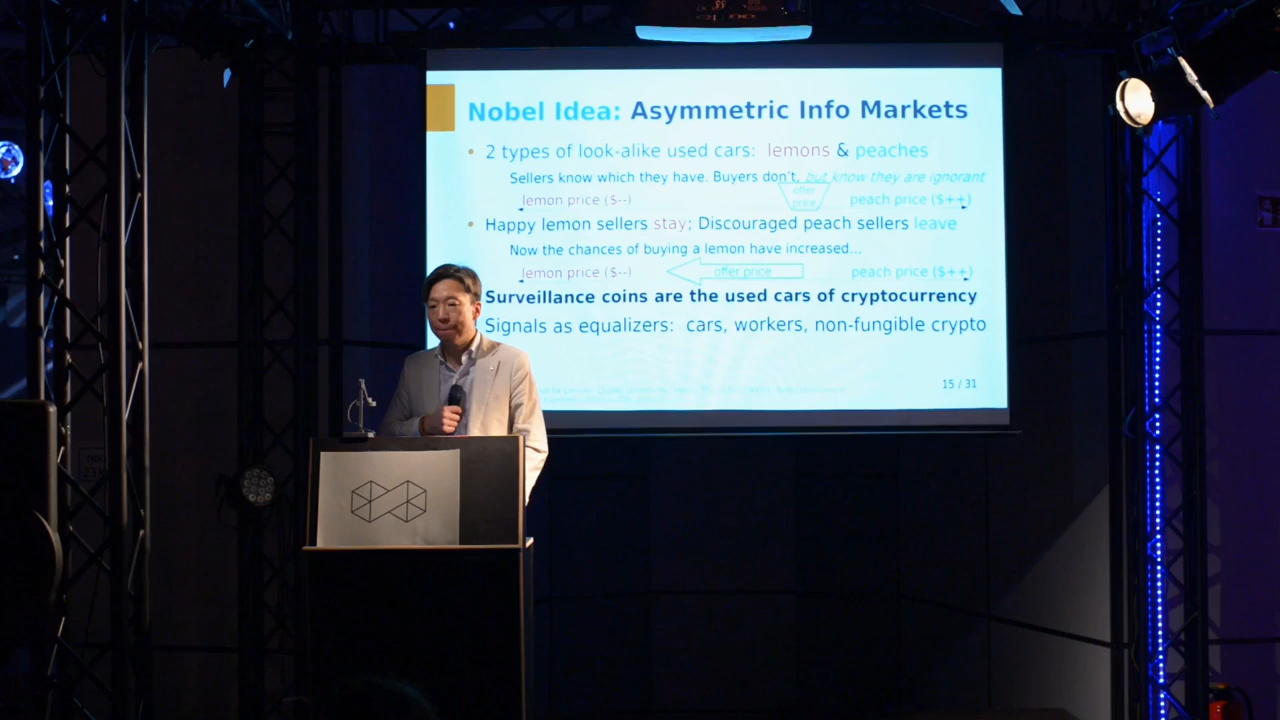 Nobel Idea: Asymmetric Info Markets
• 2 types of look-alike used cars: lemons & peaches
Sellers know which they have. Buyers don't, but know they are ignorant
lemon price ($--) offer price peach price ($++)
• Happy lemon sellers stay; Discouraged peach sellers leave
Now the chances of buying a lemon have increased...
lemon price ($--) offer price peach price ($++)
Surveillance coins are the used cars of cryptocurrency
Signals as equalizers: cars, workers, non-fungible crypto
15 / 31